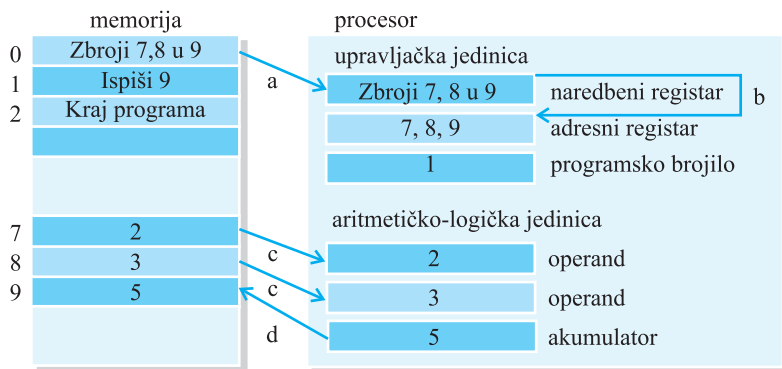 memorija
0 Zbroji 7,8 u 9
1 Ispiši 9
2 Kraj programa
7 2
8 3
9 5
a
c
c
d
procesor
upravljačka jedinica
Zbroji 7, 8 u 9 naredbeni registar
b
7, 8, 9 adresni registar
1 programsko brojilo
aritmetičko-logička jedinica
2 operand
3 operand
5 akumulator